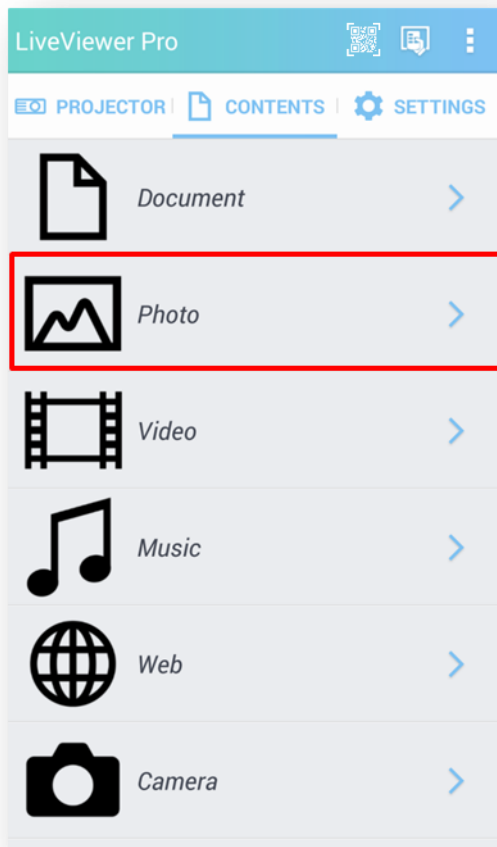 LiveViewer Pro
PROJECTOR CONTENTS SETTINGS
Document
Photo
Video
Music
Web
Camera